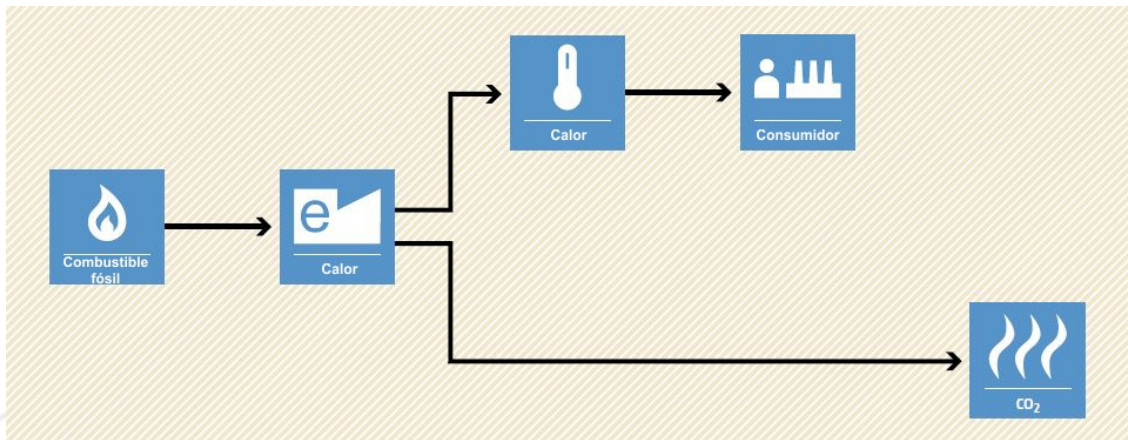 Calor
Consumidor
Combustible
fósil
e
Calor
CO₂